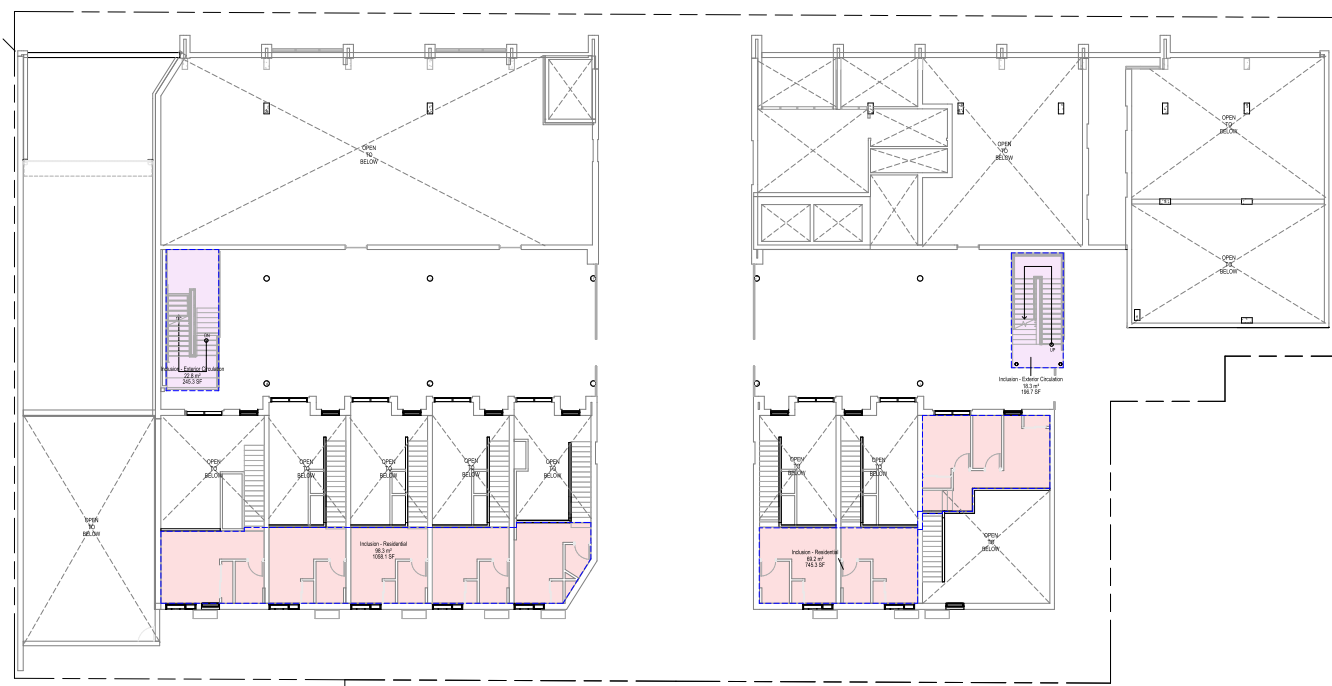 OPEN
TO
BELOW
OPEN
TO
BELOW
OPEN
TO
BELOW
OPEN
TO
BELOW
UP
DN
Inclusion - Exterior Circulation
22.8 m²
245.3 SF
UP
Inclusion - Exterior Circulation
18.3 m²
196.7 SF
OPEN
TO
BELOW
OPEN
TO
BELOW
OPEN
TO
BELOW
OPEN
TO
BELOW
OPEN
TO
BELOW
OPEN
TO
BELOW
OPEN
TO
BELOW
OPEN
TO
BELOW
OPEN
TO
BELOW
Inclusion - Residential
98.3 m²
1058.1 SF
Inclusion - Residential
69.2 m²
745.3 SF